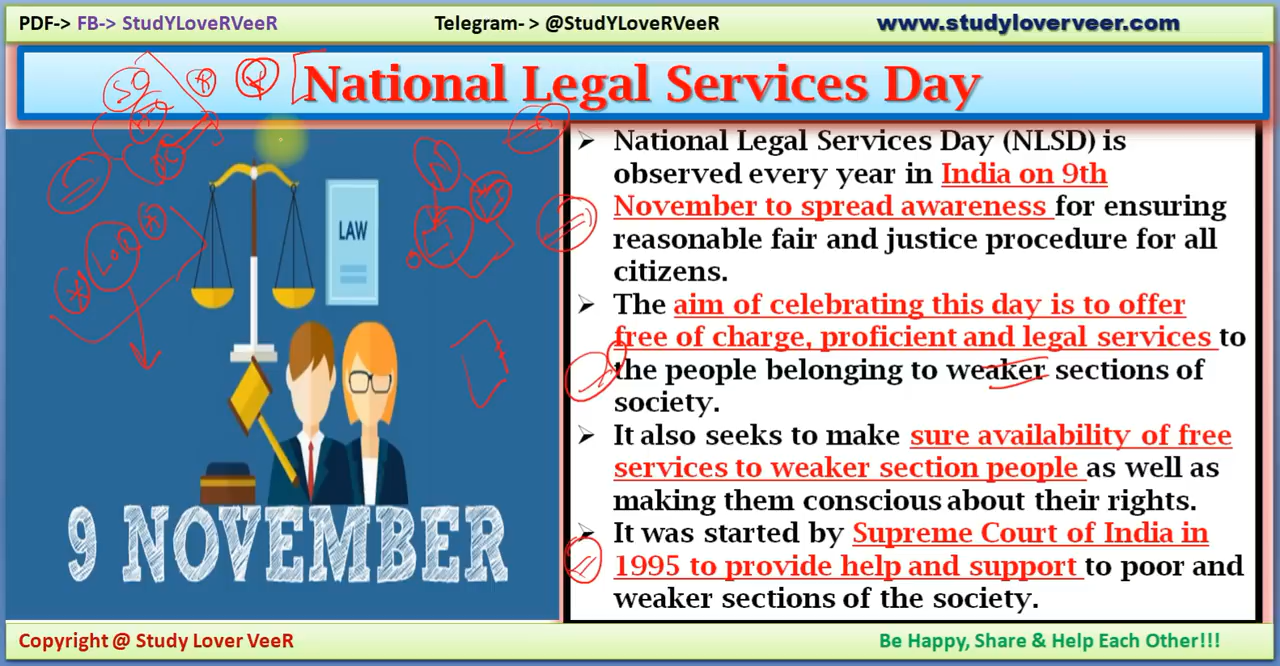 PDF-> FB-> StudYLoveRVeeR
Telegram- > @StudYLoveRVeeR
www.studyloverveer.com
National Legal Services Day
LAW
9 NOVEMBER
➢ National Legal Services Day (NLSD) is
observed every year in India on 9th
November to spread awareness for ensuring
reasonable fair and justice procedure for all
citizens.
➢ The aim of celebrating this day is to offer
free of charge, proficient and legal services to
the people belonging to weaker sections of
society.
➢ It also seeks to make sure availability of free
services to weaker section people as well as
making them conscious about their rights.
➢ It was started by Supreme Court of India in
1995 to provide help and support to poor and
weaker sections of the society.
Copyright @ Study Lover VeeR
Be Happy, Share & Help Each Other!!!